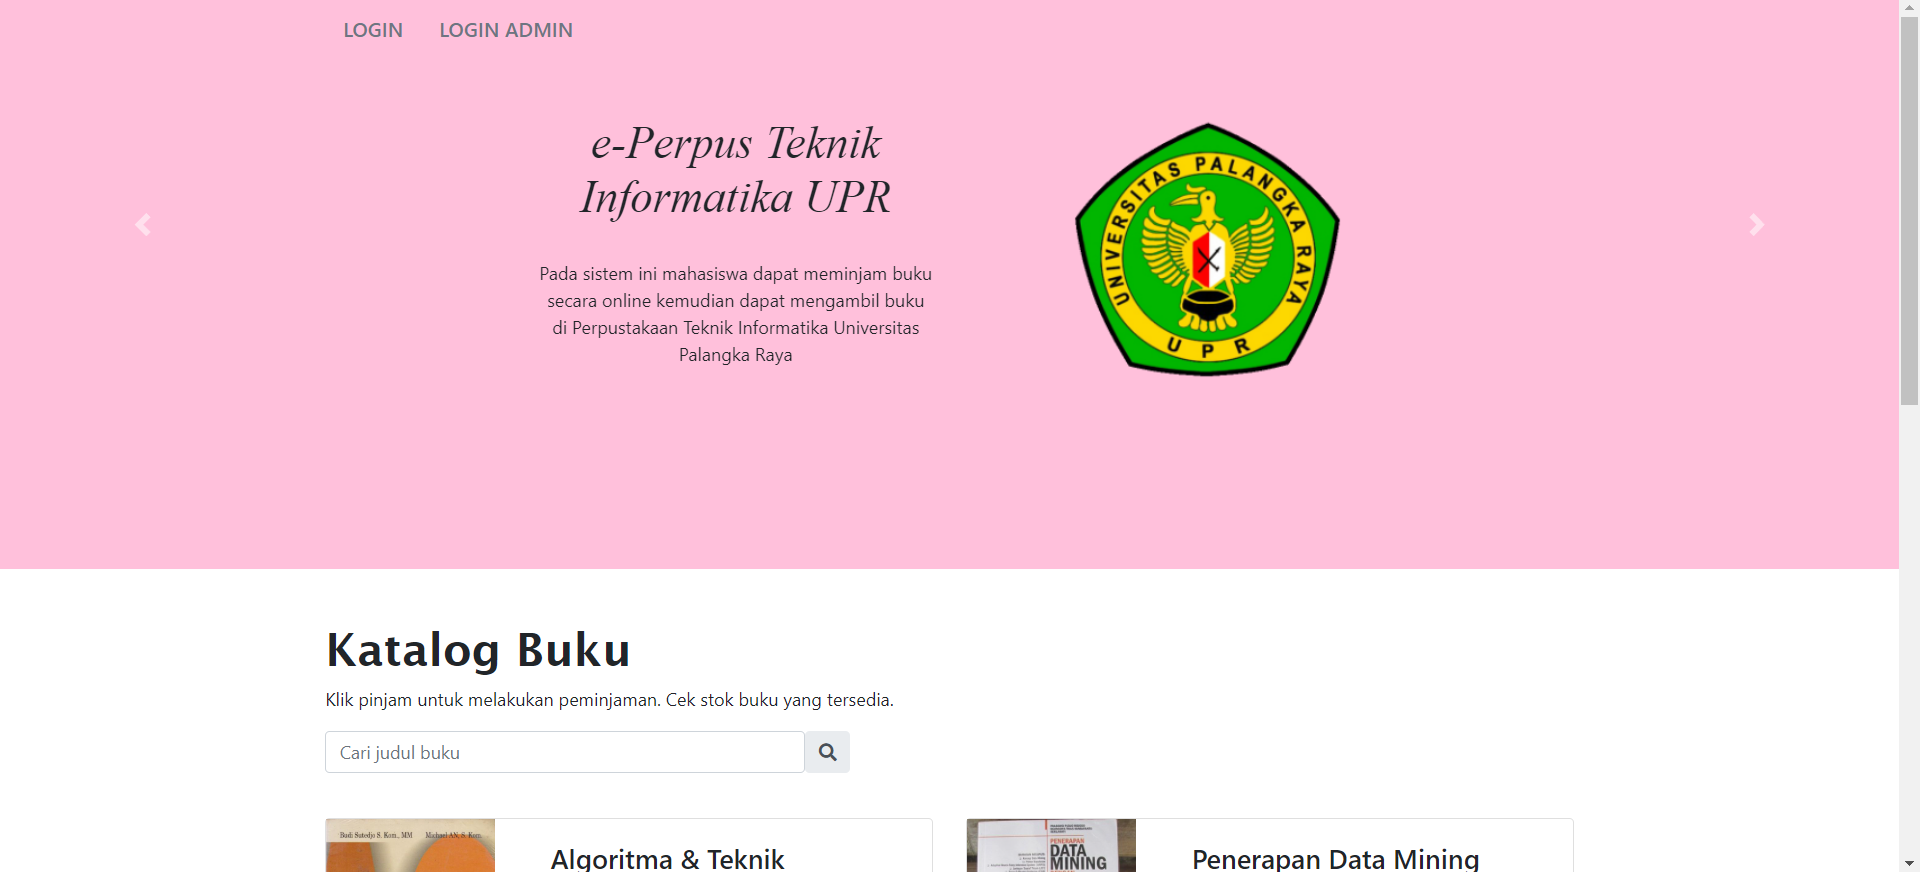 LOGIN LOGIN ADMIN
e-Perpus Teknik
Informatika UPR
Pada sistem ini mahasiswa dapat meminjam buku
secara online kemudian dapat mengambil buku
di Perpustakaan Teknik Informatika Universitas
Palangka Raya
UNIVERSITAS PALANGKA RAYA
UPR
Katalog Buku
Klik pinjam untuk melakukan peminjaman. Cek stok buku yang tersedia.
Cari judul buku
Budi Sutedjo S. Kom., MM Michael AN, S. Kom
Algoritma & Teknik
PENERAPAN
DATA
MINING
Penerapan Data Mining